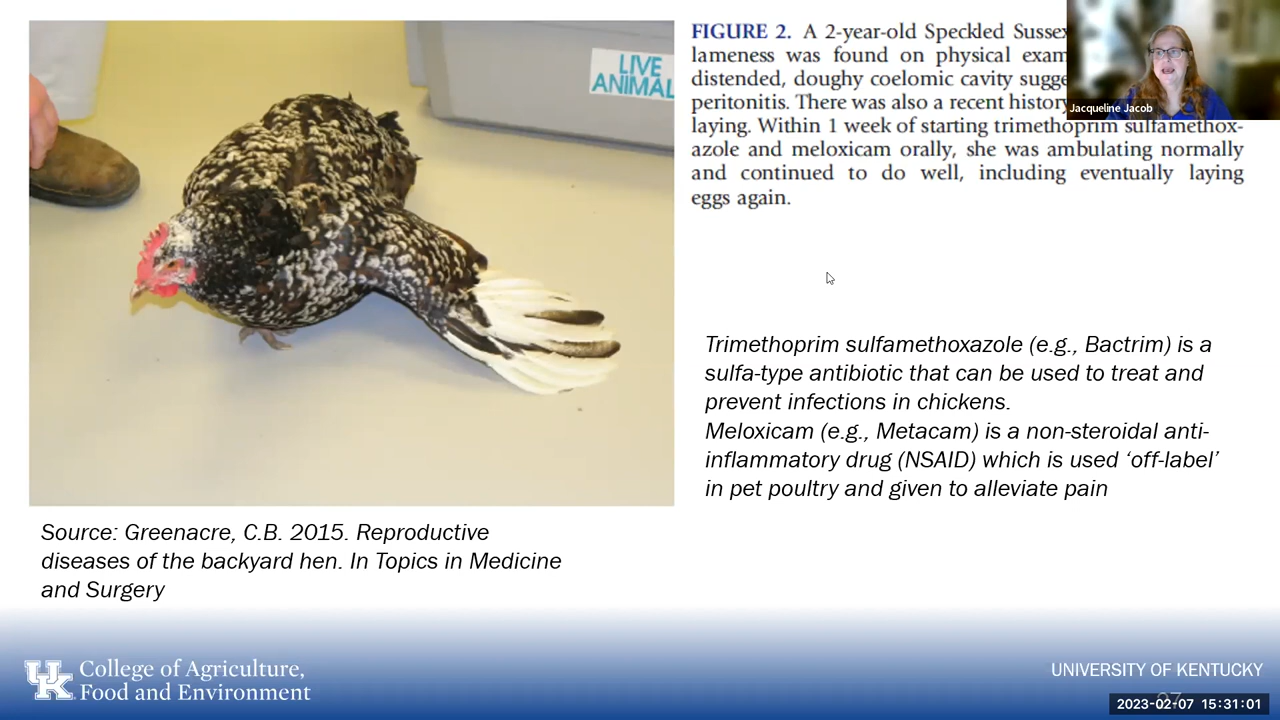 LIVE
ANIMAL
FIGURE 2. A 2-year-old Speckled Sussex
lameness was found on physical exam
distended, doughy coelomic cavity sugge
peritonitis. There was also a recent history
laying. Within 1 week of starting trimethoprim sulfamethox-
azole and meloxicam orally, she was ambulating normally
and continued to do well, including eventually laying
eggs again.
Jacqueline Jacob
Trimethoprim sulfamethoxazole (e.g., Bactrim) is a
sulfa-type antibiotic that can be used to treat and
prevent infections in chickens.
Meloxicam (e.g., Metacam) is a non-steroidal anti-
inflammatory drug (NSAID) which is used ‘off-label’
in pet poultry and given to alleviate pain
Source: Greenacre, C.B. 2015. Reproductive
diseases of the backyard hen. In Topics in Medicine
and Surgery
UK
College of Agriculture,
Food and Environment
UNIVERSITY OF KENTUCKY
2023-02-07 15:31:01